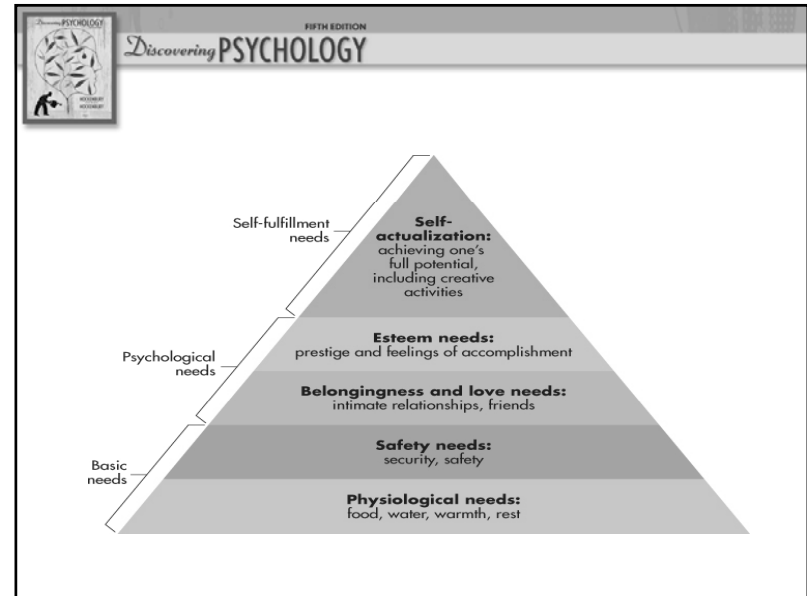 Discovering PSYCHOLOGY
FIFTH EDITION
Discovering PSYCHOLOGY
Self-fulfillment
needs
Self-
actualization:
achieving one's
full potential,
including creative
activities
Psychological
needs
Esteem needs:
prestige and feelings of accomplishment
Belongingness and love needs:
intimate relationships, friends
Basic
needs
Safety needs:
security, safety
Physiological needs:
food, water, warmth, rest